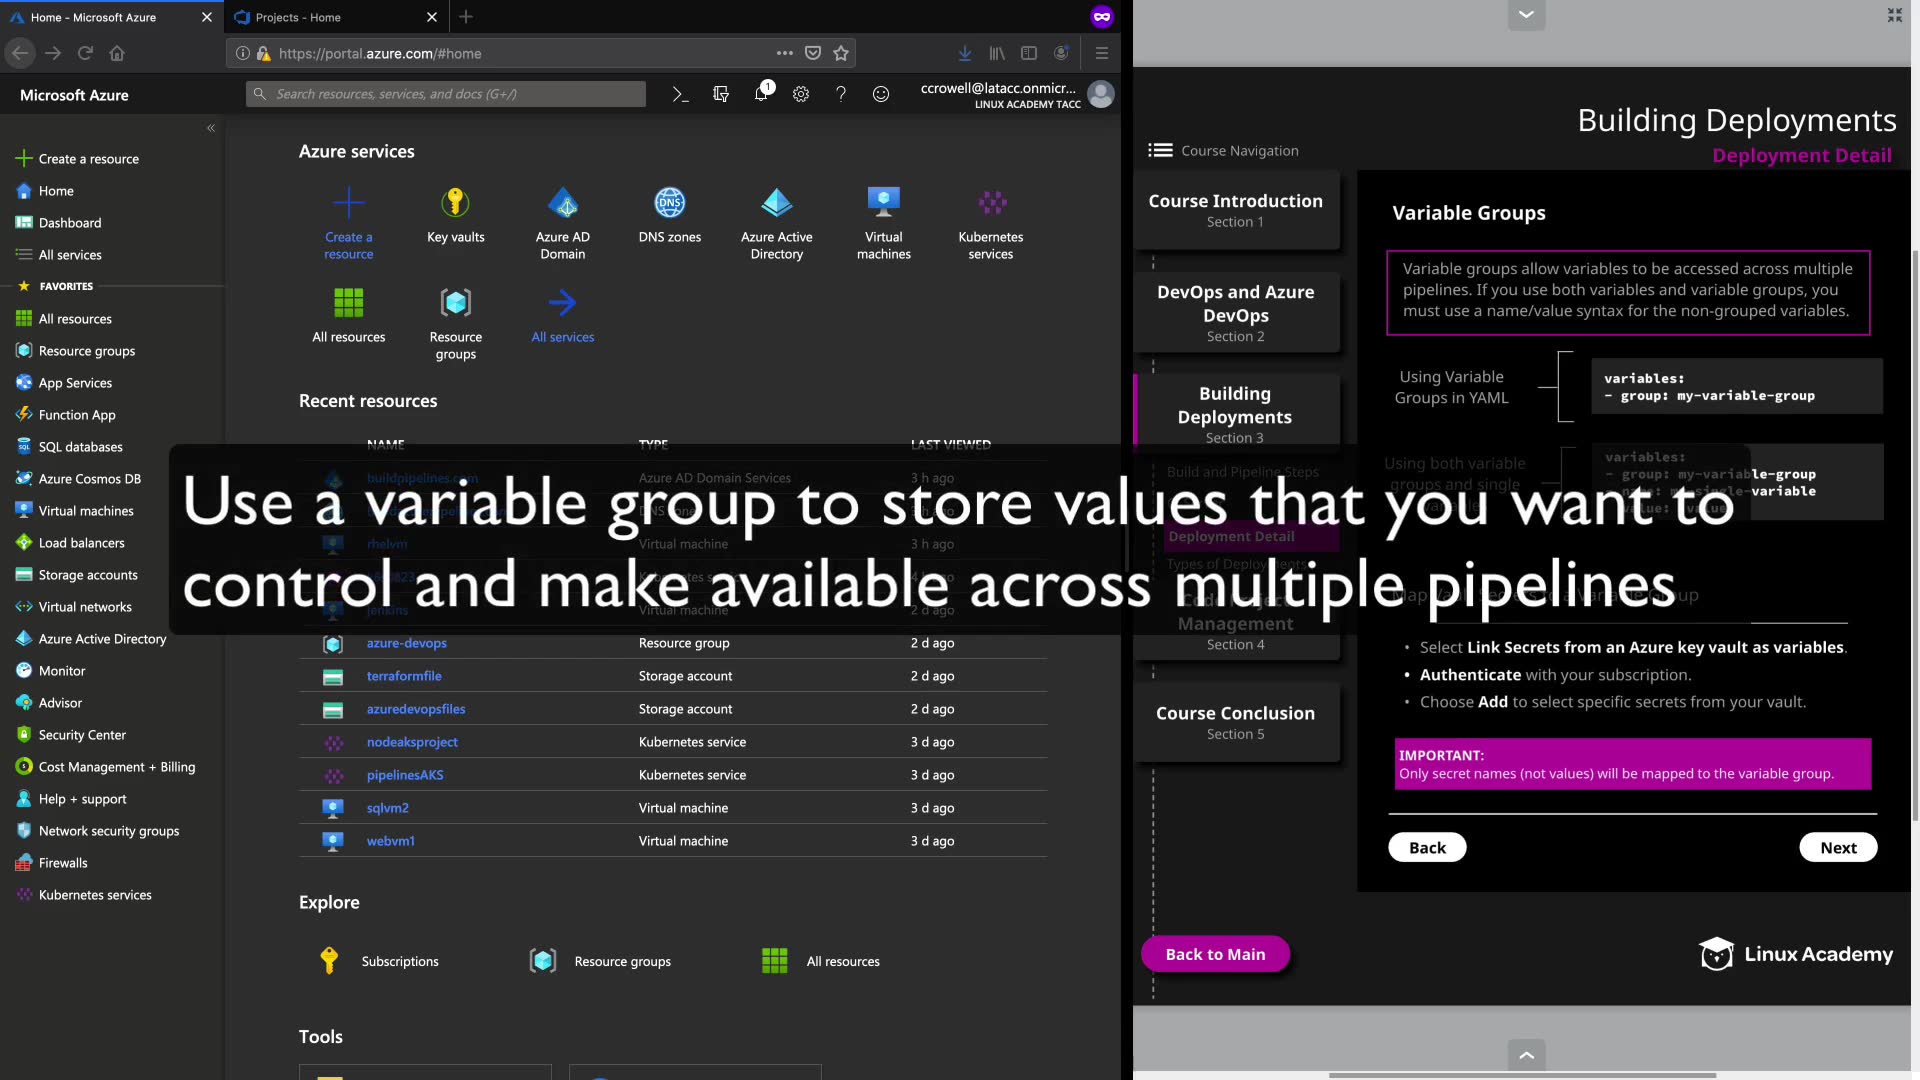 Home - Microsoft Azure
Projects - Home
https://portal.azure.com/#home
Microsoft Azure
Search resources, services, and docs (G+/)
1
ccrowell@latacc.onmicr...
LINUX ACADEMY TACC
Create a resource
Home
Dashboard
All services
FAVORITES
All resources
Resource groups
App Services
Function App
SQL databases
Azure Cosmos DB
Virtual machines
Load balancers
Storage accounts
Virtual networks
Azure Active Directory
Monitor
Advisor
Security Center
Cost Management + Billing
Help + support
Network security groups
Firewalls
Kubernetes services
Azure services
Create a resource
Key vaults
Azure AD Domain
DNS zones
Azure Active Directory
Virtual machines
Kubernetes services
All resources
Resource groups
All services
Recent resources
NAME TYPE LAST VIEWED
buildpipelines.com Azure AD Domain Services 3 h ago
rhelvm Virtual machine 3 h ago
jenkins Virtual machine 2 d ago
azure-devops Resource group 2 d ago
terraformfile Storage account 2 d ago
azuredevopsfiles Storage account 2 d ago
nodeaksproject Kubernetes service 3 d ago
pipelinesAKS Kubernetes service 3 d ago
sqlvm2 Virtual machine 3 d ago
webvm1 Virtual machine 3 d ago
Use a variable group to store values that you want to
control and make available across multiple pipelines
Explore
Subscriptions
Resource groups
All resources
Tools
Building Deployments
Deployment Detail
Course Navigation
Course Introduction
Section 1
DevOps and Azure
DevOps
Section 2
Building
Deployments
Section 3
Build and Pipeline Steps
Deployment Detail
Types of Deployments
Code Project
Management
Section 4
Course Conclusion
Section 5
Back to Main
Variable Groups
Variable groups allow variables to be accessed across multiple
pipelines. If you use both variables and variable groups, you
must use a name/value syntax for the non-grouped variables.
Using Variable
Groups in YAML
variables:
- group: my-variable-group
Using both variable
groups and single
variables:
- group: my-variable-group
- name: my-single-variable
value: value
Map Vault Secrets to a Variable Group
• Select Link Secrets from an Azure key vault as variables.
• Authenticate with your subscription.
• Choose Add to select specific secrets from your vault.
IMPORTANT:
Only secret names (not values) will be mapped to the variable group.
Back
Next
Linux Academy